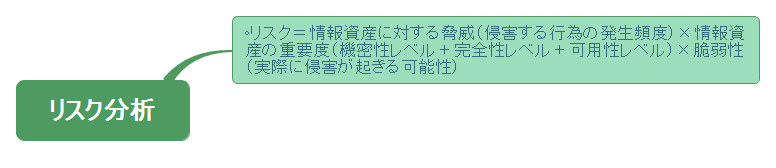 ◦リスク＝情報資産に対する脅威（侵害する行為の発生頻度）×情報資
産の重要度（機密性レベル＋完全性レベル＋可用性レベル）×脆弱性
（実際に侵害が起きる可能性）
リスク分析